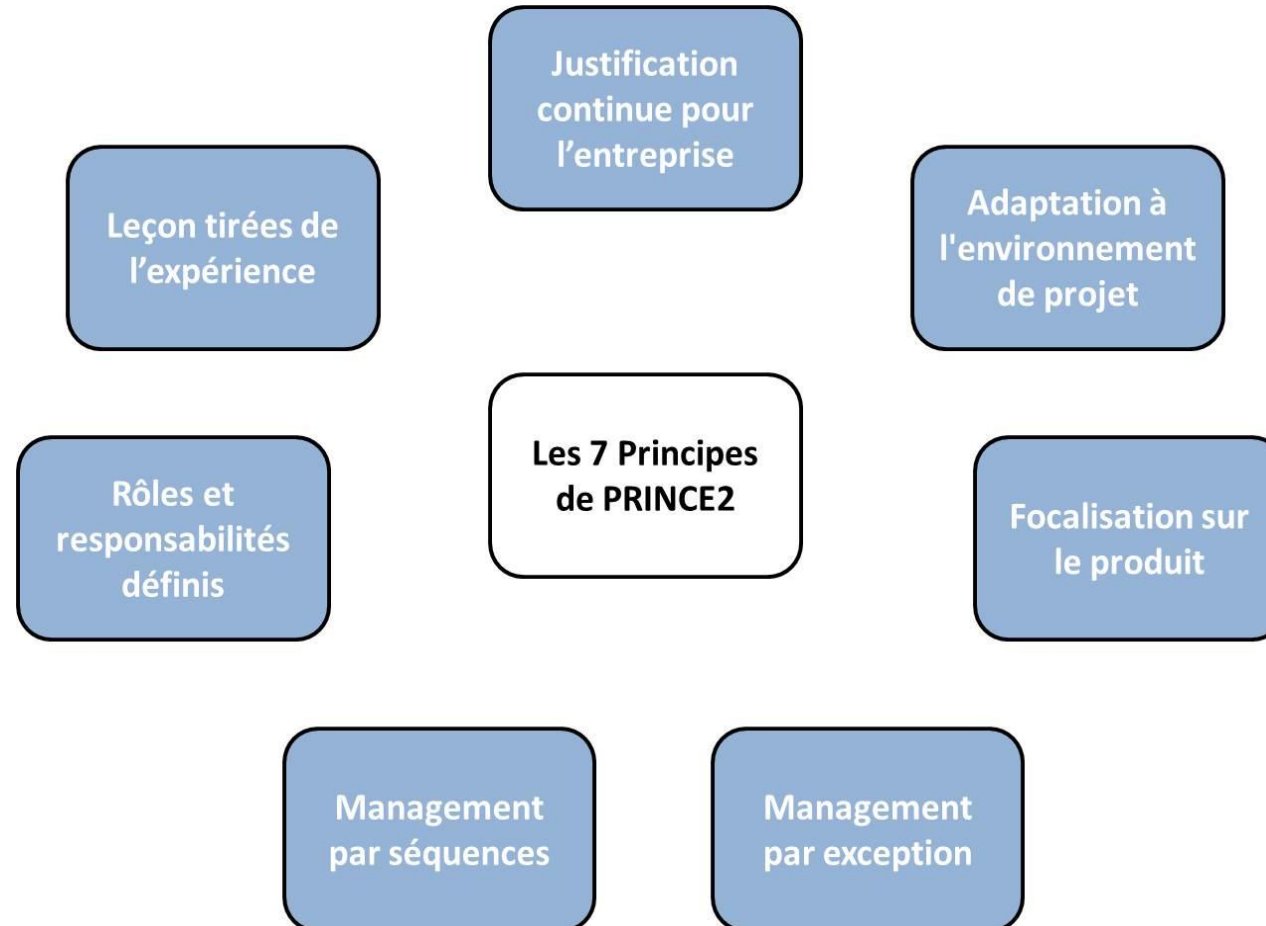 Justification
continue pour
l’entreprise
Leçon tirées de
l’expérience
Adaptation à
l'environnement
de projet
Les 7 Principes
de PRINCE2
Rôles et
responsabilités
définis
Focalisation sur
le produit
Management
par séquences
Management
par exception